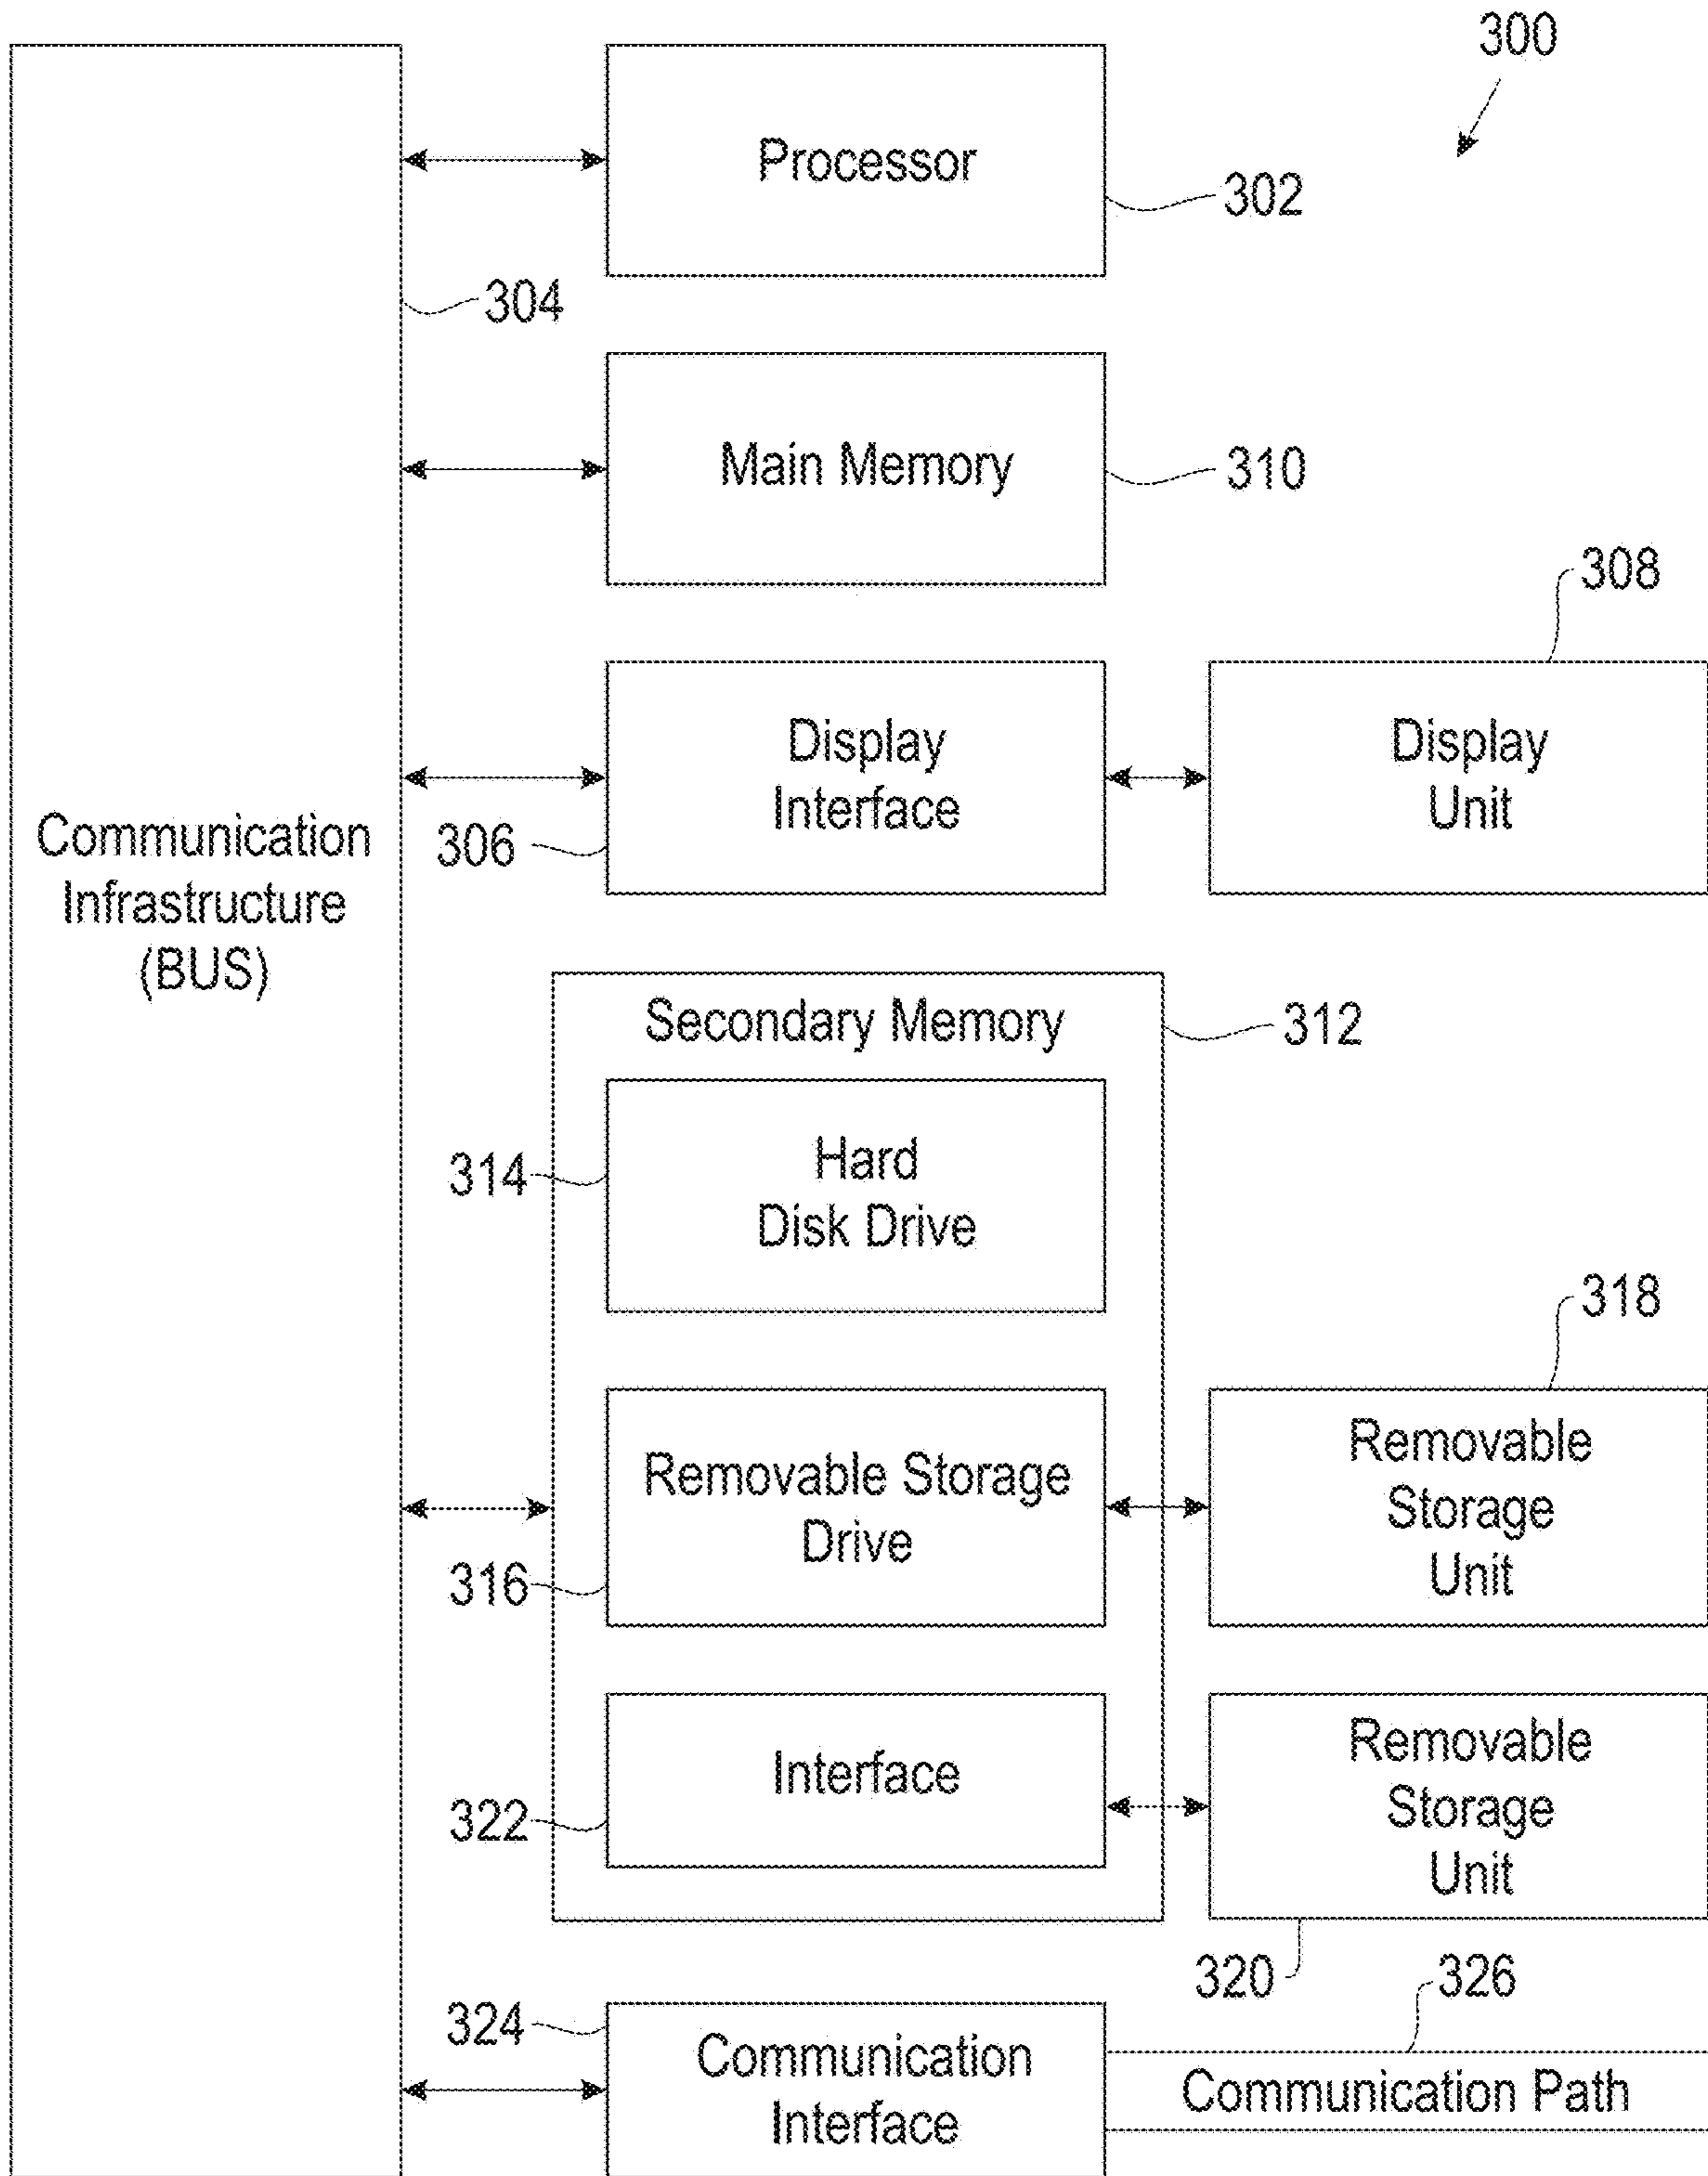 300
Processor
302
304
Main Memory
310
308
Display
Interface
Display
Unit
306
Communication
Infrastructure
(BUS)
Secondary Memory
312
Hard
Disk Drive
314
318
Removable Storage
Drive
Removable
Storage
Unit
316
Interface
Removable
Storage
Unit
322
320
326
324
Communication
Interface
Communication Path